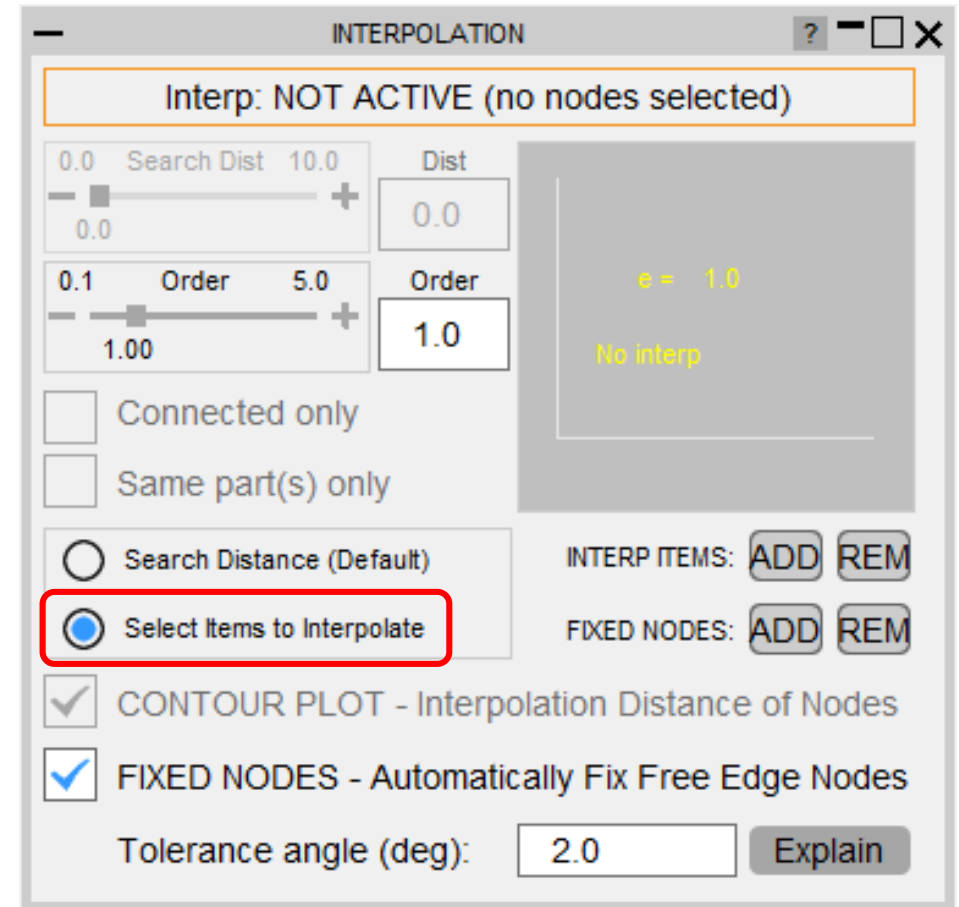 INTERPOLATION ?
Interp: NOT ACTIVE (no nodes selected)
0.0 Search Dist 10.0 Dist
0.0 0.0
0.1 Order 5.0 Order
1.00 1.0
e = 1.0
No interp
Connected only
Same part(s) only
Search Distance (Default) INTERP ITEMS: ADD REM
Select Items to Interpolate FIXED NODES: ADD REM
CONTOUR PLOT - Interpolation Distance of Nodes
FIXED NODES - Automatically Fix Free Edge Nodes
Tolerance angle (deg): 2.0 Explain